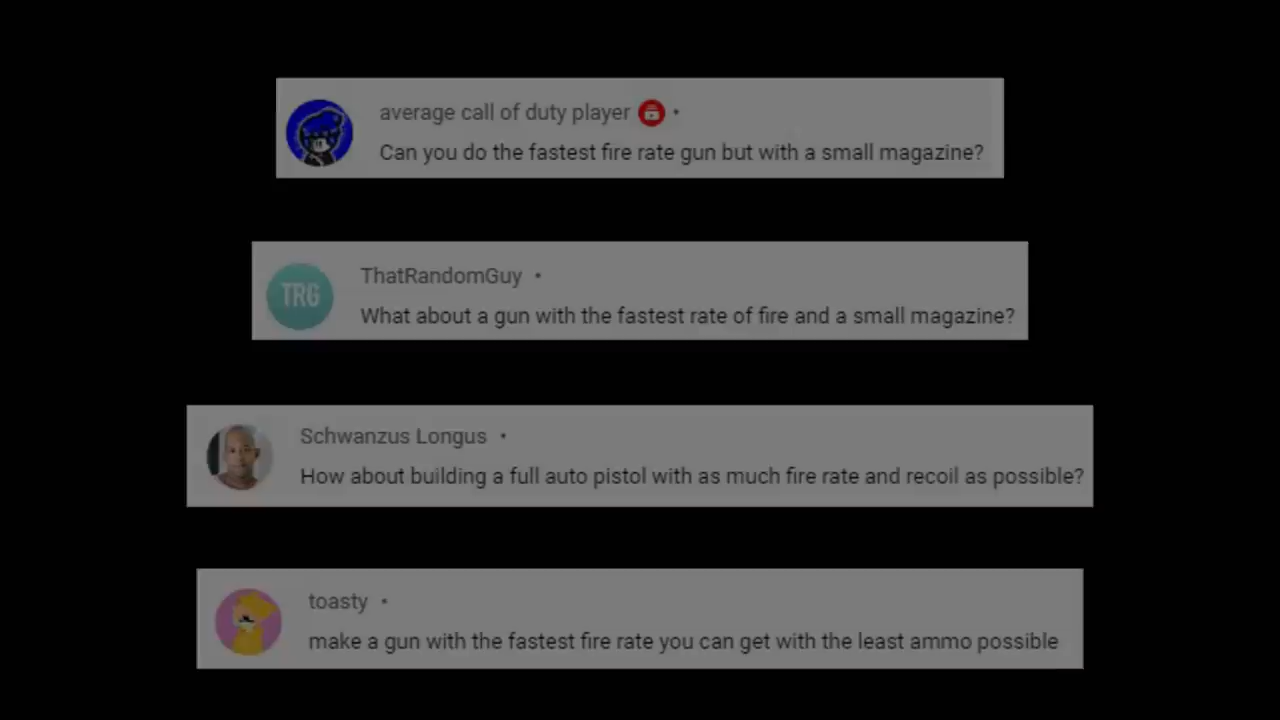 average call of duty player •
Can you do the fastest fire rate gun but with a small magazine?
TRG
ThatRandomGuy •
What about a gun with the fastest rate of fire and a small magazine?
Schwanzus Longus •
How about building a full auto pistol with as much fire rate and recoil as possible?
toasty •
make a gun with the fastest fire rate you can get with the least ammo possible